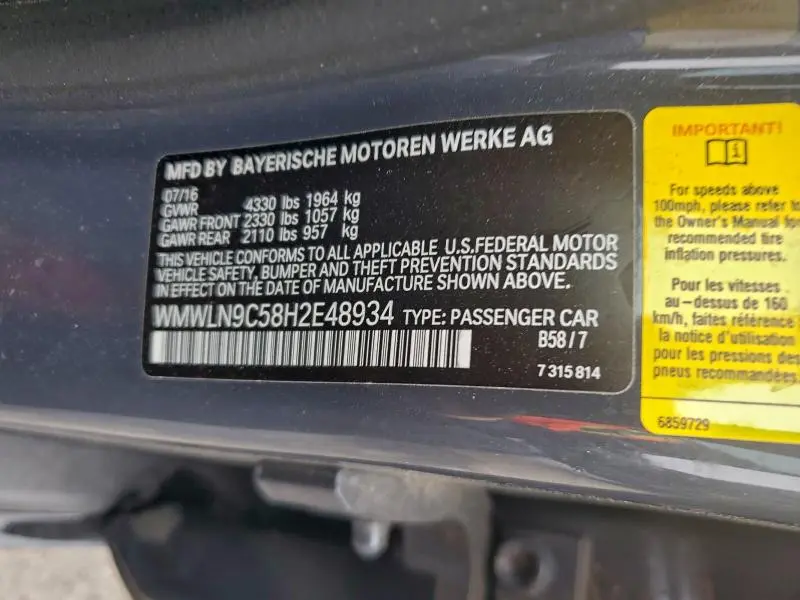 MFD BY BAYERISCHE MOTOREN WERKE AG
07/16
GVWR 4330 lbs 1964 kg
GAWR FRONT 2330 lbs 1057 kg
GAWR REAR 2110 lbs 957 kg
THIS VEHICLE CONFORMS TO ALL APPLICABLE U.S.FEDERAL MOTOR
VEHICLE SAFETY, BUMPER AND THEFT PREVENTION STANDARDS
IN EFFECT ON THE DATE OF MANUFACTURE SHOWN ABOVE.
WMWLN9C58H2E48934 TYPE: PASSENGER CAR
B58/7
7 315 814
IMPORTANT!
i
For speeds above
100mph, please refer to
the Owner's Manual for
recommended tire
inflation pressures.
Pour les vitesses
au-dessus de 160
km/h, faites référence
la notice d'utilisation
pour les pressions des
pneus recommandées.
6859729